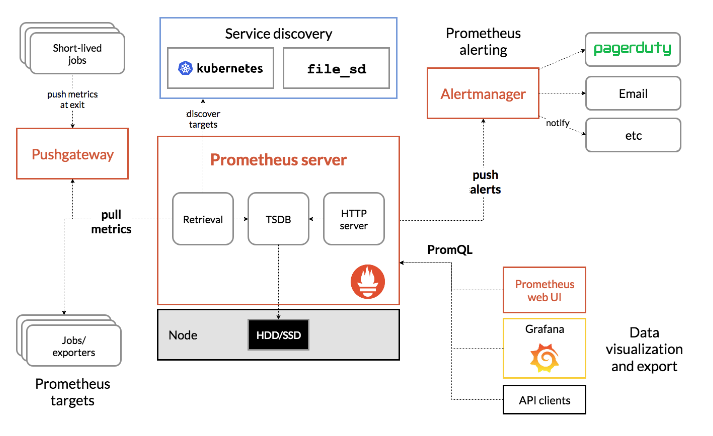 Short-lived
jobs
push metrics
at exit
Pushgateway
Service discovery
kubernetes
file_sd
discover
targets
Prometheus
alerting
Alertmanager
pagerduty
Email
etc
notify
Prometheus server
Retrieval
TSDB
HTTP
server
push
alerts
pull
metrics
PromQL
Node
HDD/SSD
Jobs/
exporters
Prometheus
targets
Prometheus
web UI
Grafana
API clients
Data
visualization
and export